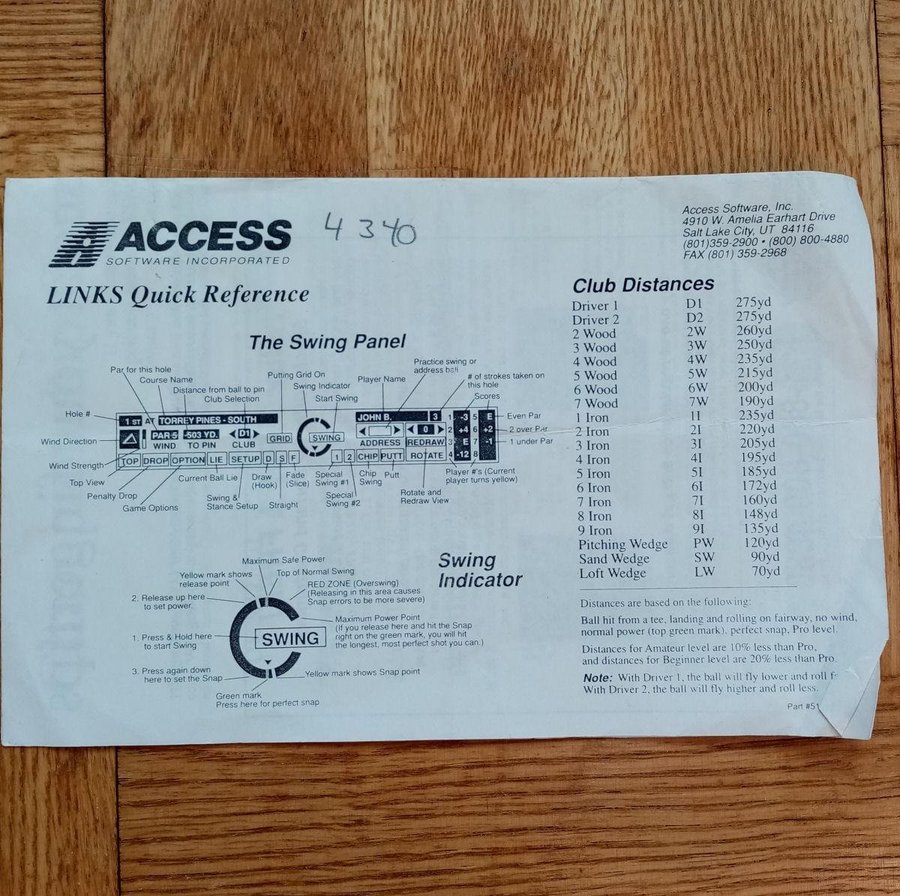 ACCESS
SOFTWARE INCORPORATED
4340
Access Software, Inc.
4910 W. Amelia Earhart Drive
Salt Lake City, UT 84116
(801)359-2900 • (800) 800-4880
FAX (801) 359-2968
LINKS Quick Reference
The Swing Panel
Par for this hole
Course Name
Distance from ball to pin
Club Selection
Putting Grid On
Swing Indicator
Start Swing
Player Name
Practice swing or
address ball
# of strokes taken on
this hole
Scores
Hole #
1 ST AT TORREY PINES - SOUTH
PAR 5 503 YD. D1
WIND TO PIN CLUB GRID
SWING
JOHN B. 3
0
ADDRESS REDRAW
1 -3 5 E
2 +4 6 +2
3 E 7 -1
4 -12 8
Even Par
2 over Par
1 under Par
Wind Direction
Wind Strength
TOP DROP OPTION LIE SETUP D S F 1 2 CHIP PUTT ROTATE
Top View
Penalty Drop
Game Options
Current Ball Lie
Swing &
Stance Setup
Draw
(Hook)
Straight
Fade
(Slice)
Special
Swing #1
Special
Swing #2
Chip
Swing
Putt
Rotate and
Redraw View
Player #'s (Current
player turns yellow)
Swing
Indicator
Maximum Safe Power
Yellow mark shows
release point
Top of Normal Swing
RED ZONE (Overswing)
(Releasing in this area causes
Snap errors to be more severe)
2. Release up here
to set power.
Maximum Power Point
(if you release here and hit the Snap
right on the green mark, you will hit
the longest, most perfect shot you can.)
1. Press & Hold here
to start Swing
SWING
3. Press again down
here to set the Snap
Yellow mark shows Snap point
Green mark
Press here for perfect snap
Club Distances
Driver 1 D1 275yd
Driver 2 D2 275yd
2 Wood 2W 260yd
3 Wood 3W 250yd
4 Wood 4W 235yd
5 Wood 5W 215yd
6 Wood 6W 200yd
7 Wood 7W 190yd
1 Iron 1I 235yd
2 Iron 2I 220yd
3 Iron 3I 205yd
4 Iron 4I 195yd
5 Iron 5I 185yd
6 Iron 6I 172yd
7 Iron 7I 160yd
8 Iron 8I 148yd
9 Iron 9I 135yd
Pitching Wedge PW 120yd
Sand Wedge SW 90yd
Loft Wedge LW 70yd
Distances are based on the following:
Ball hit from a tee, landing and rolling on fairway, no wind,
normal power (top green mark), perfect snap, Pro level.
Distances for Amateur level are 10% less than Pro,
and distances for Beginner level are 20% less than Pro.
Note: With Driver 1, the ball will fly lower and roll
With Driver 2, the ball will fly higher and roll less.
Part #51